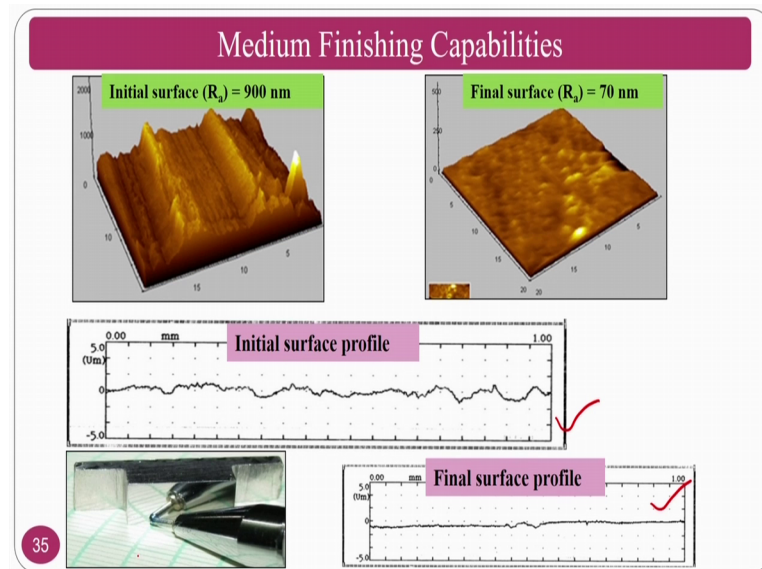 Medium Finishing Capabilities
Initial surface (Rₐ) = 900 nm
2000
1000
0
10
15
10
5
Final surface (Rₐ) = 70 nm
500
250
0
0
5
10
15
20
20
15
10
5
Initial surface profile
0.00 mm 1.00
5.0
(Um)
0
-5.0
Final surface profile
0.00 mm 1.00
5.0
(Um)
0
-5.0
35